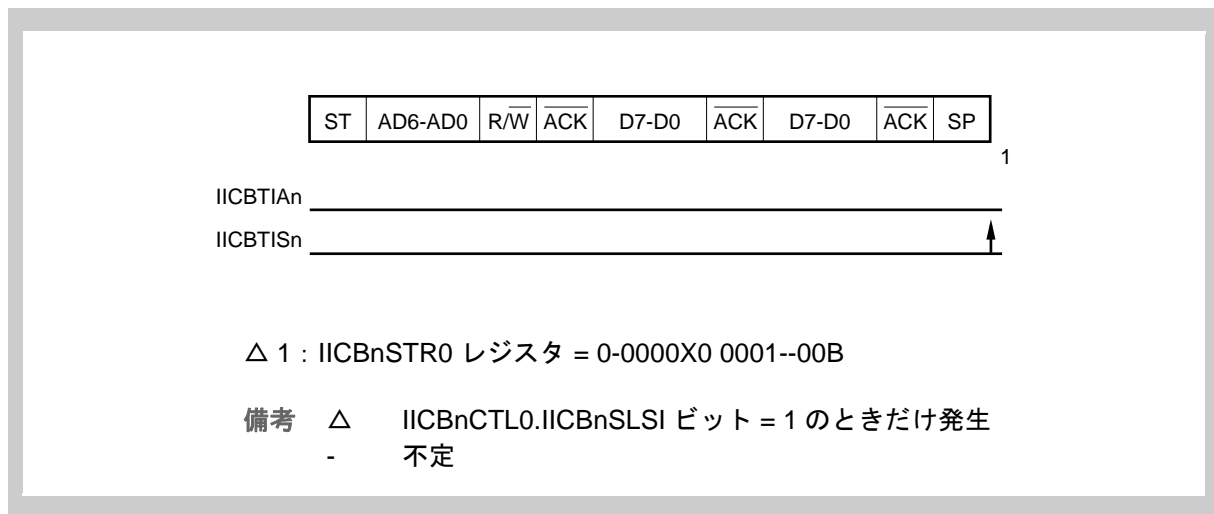 ST AD6-AD0 R/W ACK D7-D0 ACK D7-D0 ACK SP
1
IICBTIAn
IICBTISn
△ 1 : IICBnSTR0 レジスタ = 0-0000X0 0001--00B
備考 △ IICBnCTL0.IICBnSLSI ビット = 1 のときだけ発生
- 不定